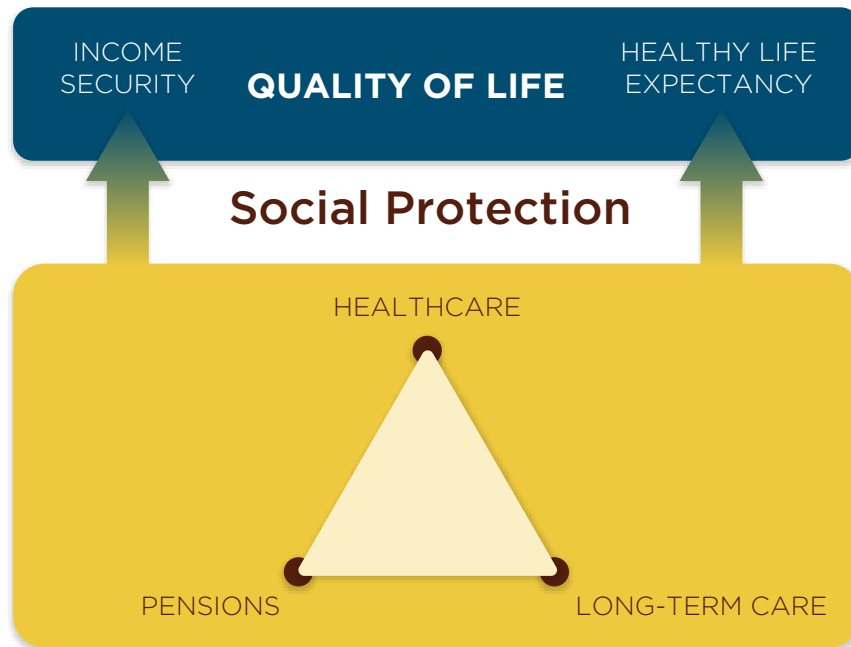 INCOME
SECURITY
QUALITY OF LIFE
HEALTHY LIFE
EXPECTANCY
Social Protection
HEALTHCARE
PENSIONS
LONG-TERM CARE